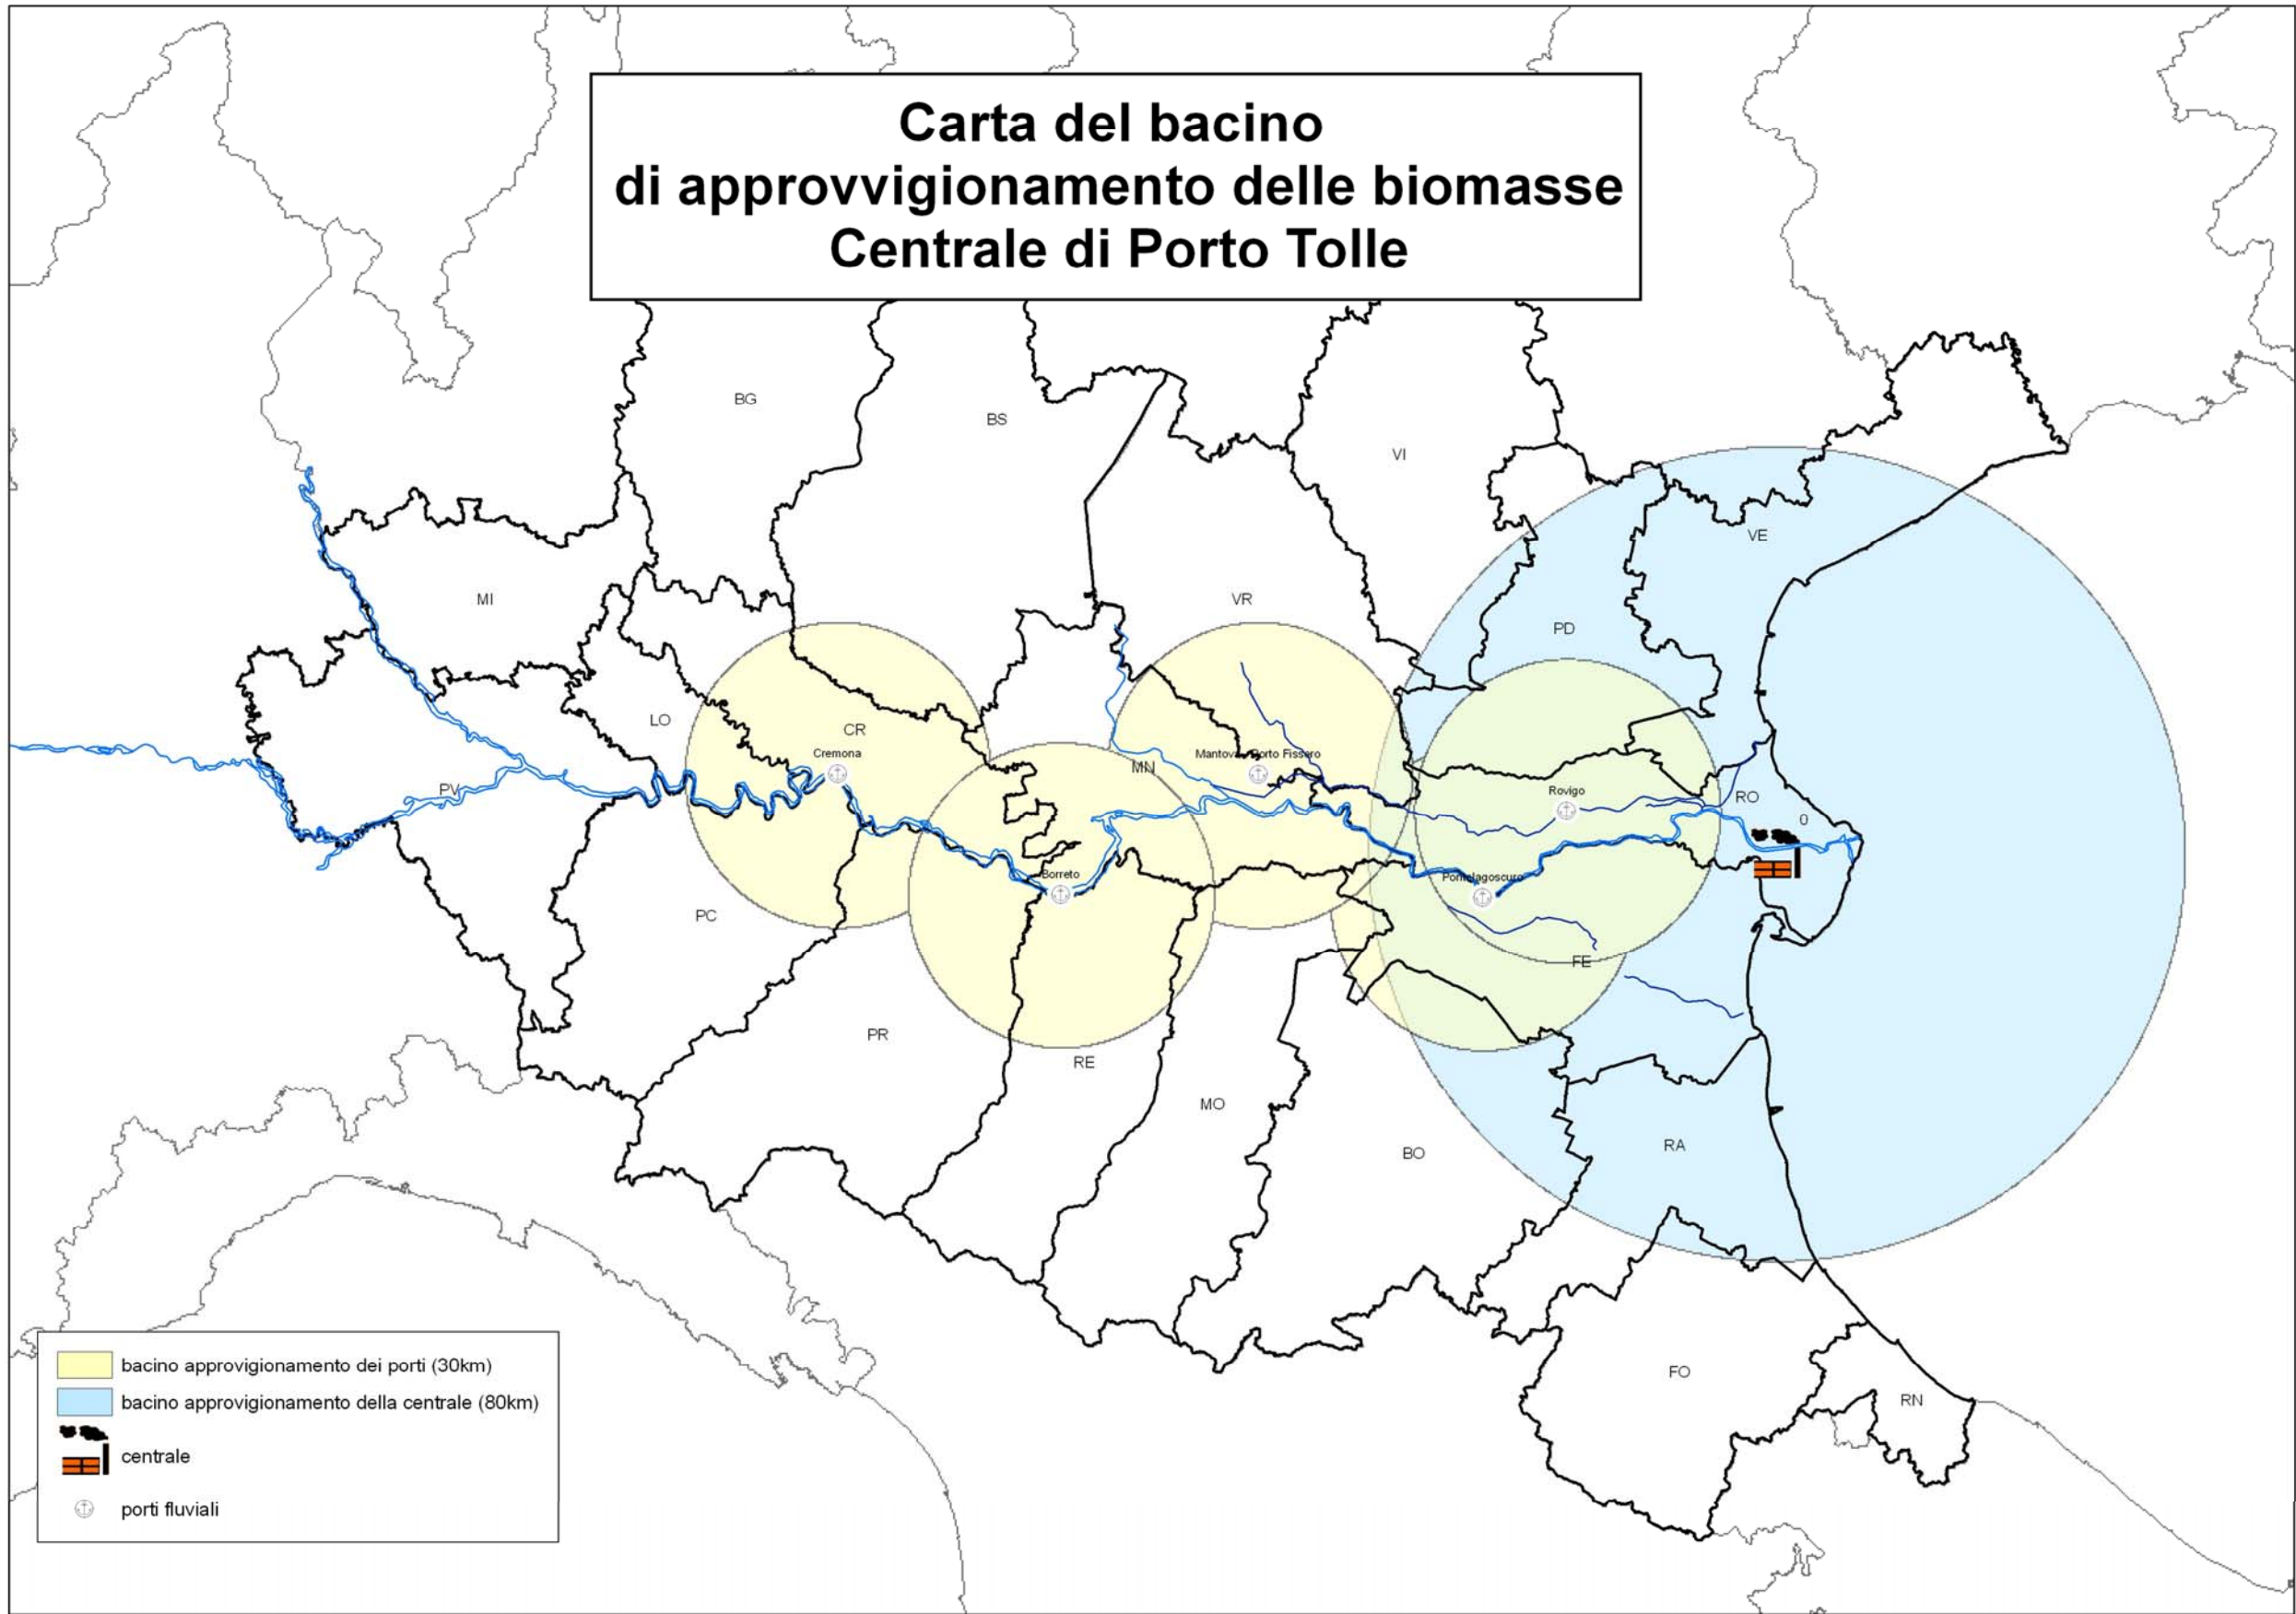 Carta del bacino
di approvvigionamento delle biomasse
Centrale di Porto Tolle
BG
BS
VI
VE
MI
VR
PD
LO
CR
Cremona
MN
Mantova - Porto Fissero
PV
Rovigo
RO
0
Borreto
Pontelagoscuro
PC
FE
PR
RE
MO
BO
RA
FO
RN
bacino approvigionamento dei porti (30km)
bacino approvigionamento della centrale (80km)
centrale
porti fluviali